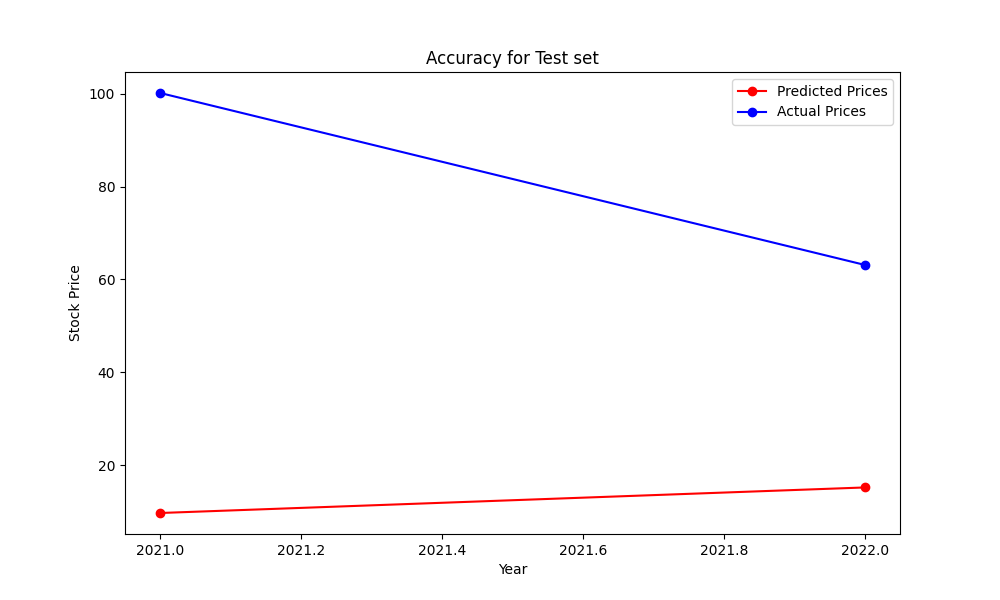 Accuracy for Test set
Predicted Prices
Actual Prices
100
80
60
40
20
Stock Price
2021.0 2021.2 2021.4 2021.6 2021.8 2022.0
Year